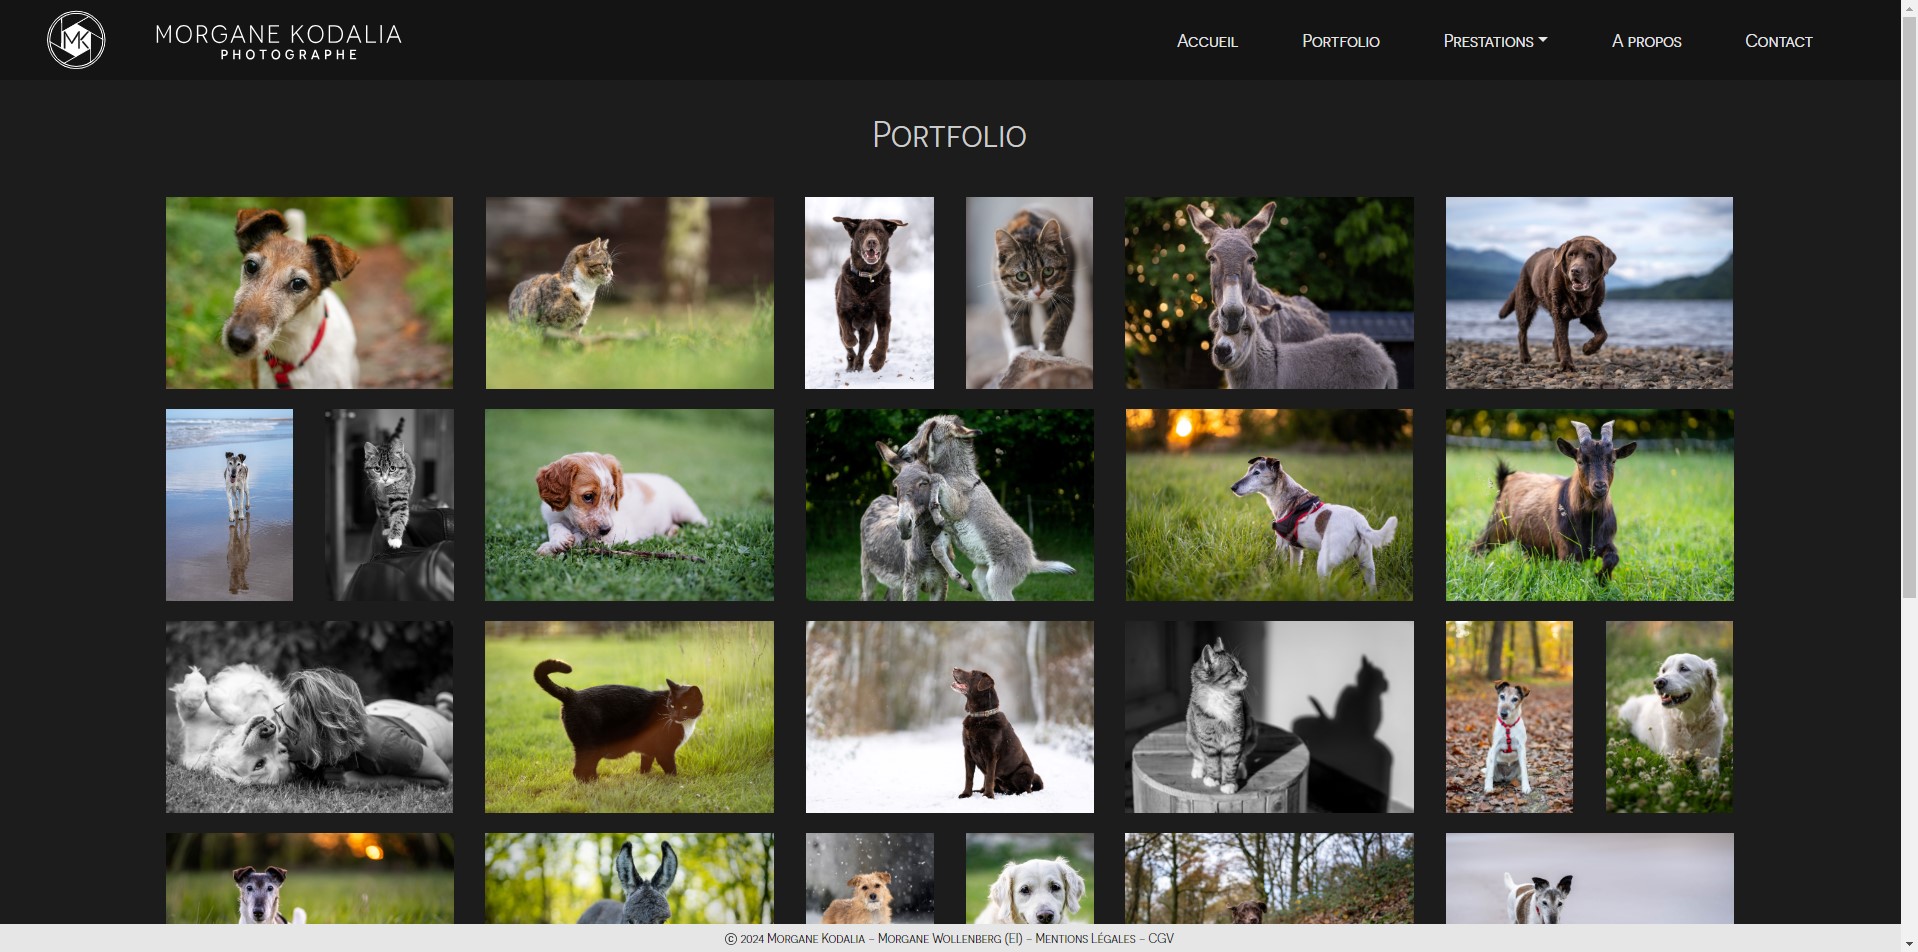 MK
MORGANE KODALIA
PHOTOGRAPHE
Accueil Portfolio Prestations A propos Contact
Portfolio
© 2024 Morgane Kodalia - Morgane Wollenberg (EI) - Mentions Légales - CGV